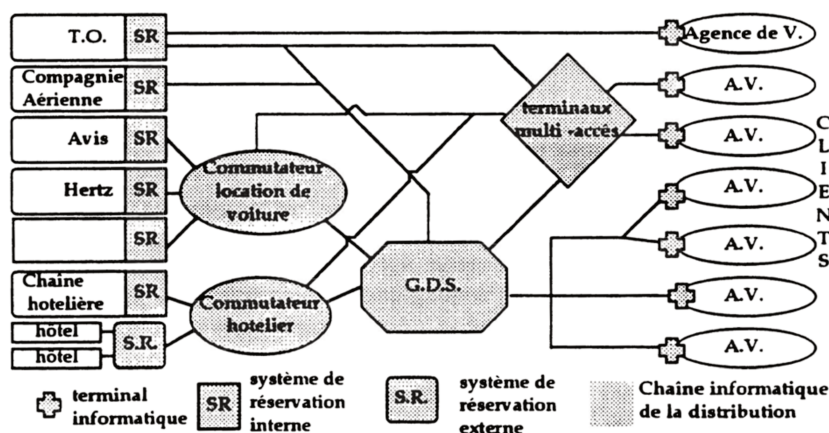 T.O. SR
Compagnie
Aérienne SR
Avis SR
Hertz SR
SR
Chaîne
hotelière SR
hôtel
hôtel
S.R.
Commutateur
location de
voiture
Commutateur
hotelier
G.D.S.
terminaux
multi -accés
Agence de V.
A.V.
A.V.
A.V.
A.V.
A.V.
A.V.
CLIENTS
terminal
informatique
SR
système de
réservation
interne
S.R.
système de
réservation
externe
Chaîne informatique
de la distribution